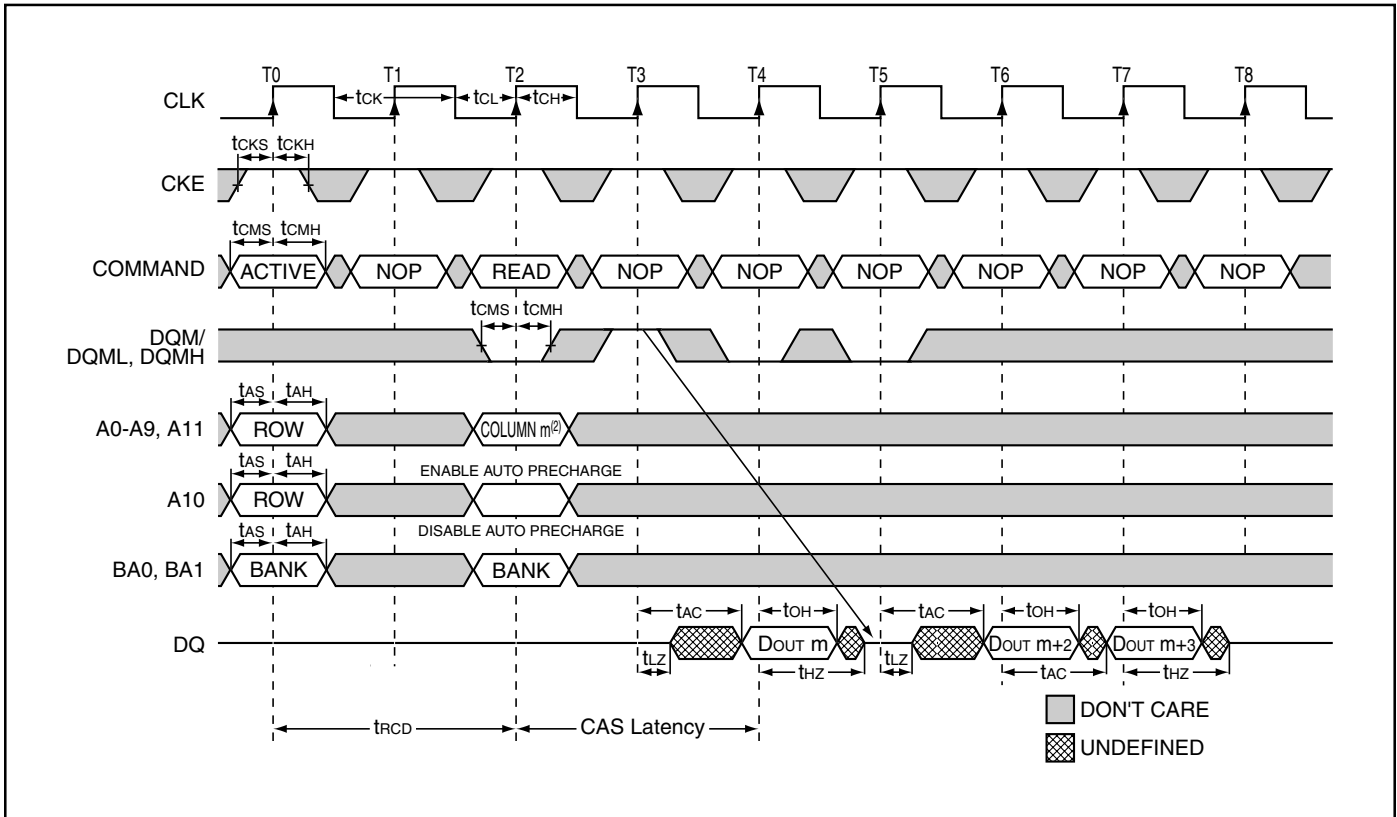 T0 T1 T2 T3 T4 T5 T6 T7 T8
CLK tCK tCL tCH
tCKS tCKH
CKE
tCMS tCMH
COMMAND ACTIVE NOP READ NOP NOP NOP NOP NOP NOP
tCMS tCMH
DQM/
DQML, DQMH
tAS tAH
A0-A9, A11 ROW COLUMN m(2)
tAS tAH ENABLE AUTO PRECHARGE
A10 ROW
tAS tAH DISABLE AUTO PRECHARGE
BA0, BA1 BANK BANK
tAC tOH tAC tOH tOH
DQ DOUT m DOUT m+2 DOUT m+3
tLZ tHZ tLZ tAC tHZ
DON'T CARE
tRCD CAS Latency
UNDEFINED